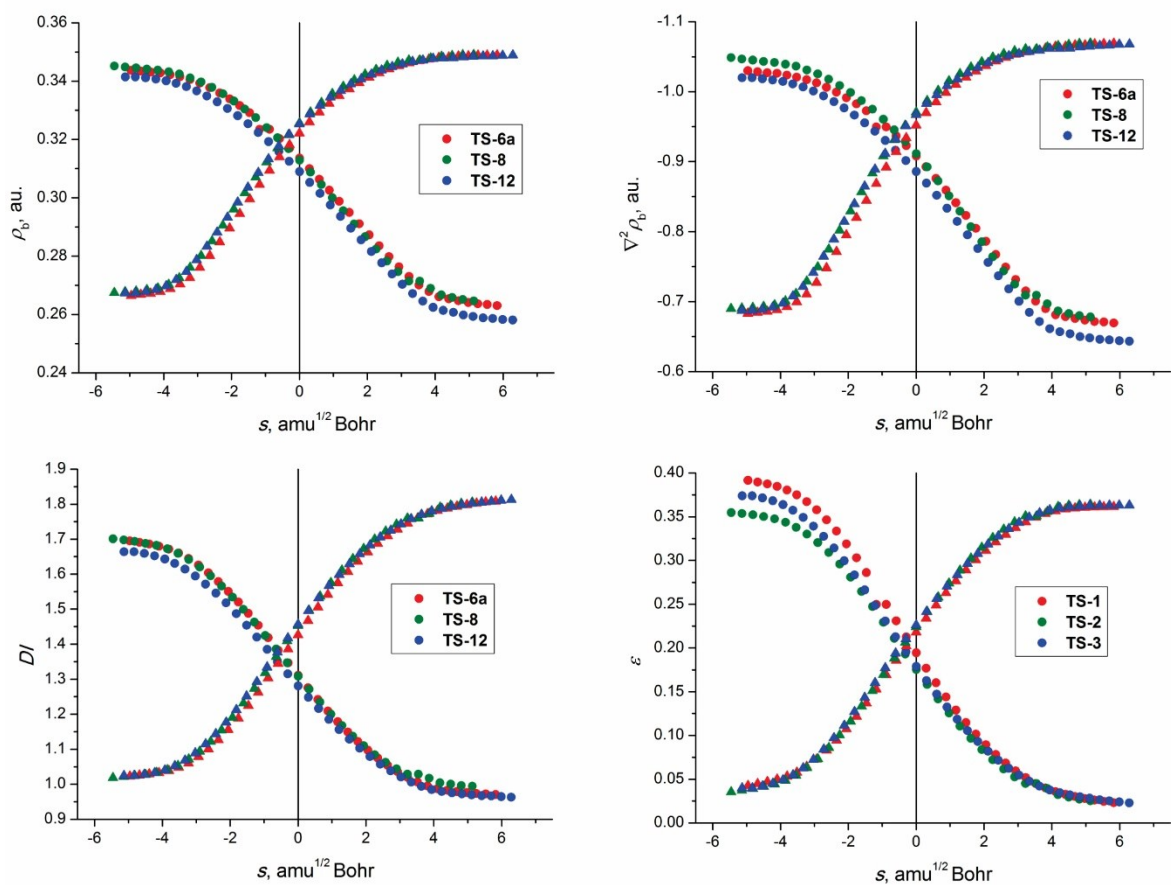 0.36
0.34
0.32
0.30
0.28
0.26
0.24
ρb, au.
TS-6a
TS-8
TS-12
-6 -4 -2 0 2 4 6
s, amu1/2 Bohr
-1.1
-1.0
-0.9
-0.8
-0.7
-0.6
∇2ρb, au.
TS-6a
TS-8
TS-12
-6 -4 -2 0 2 4 6
s, amu1/2 Bohr
1.9
1.8
1.7
1.6
1.5
1.4
1.3
1.2
1.1
1.0
0.9
DI
TS-6a
TS-8
TS-12
-6 -4 -2 0 2 4 6
s, amu1/2 Bohr
0.40
0.35
0.30
0.25
0.20
0.15
0.10
0.05
0.00
ε
TS-1
TS-2
TS-3
-6 -4 -2 0 2 4 6
s, amu1/2 Bohr